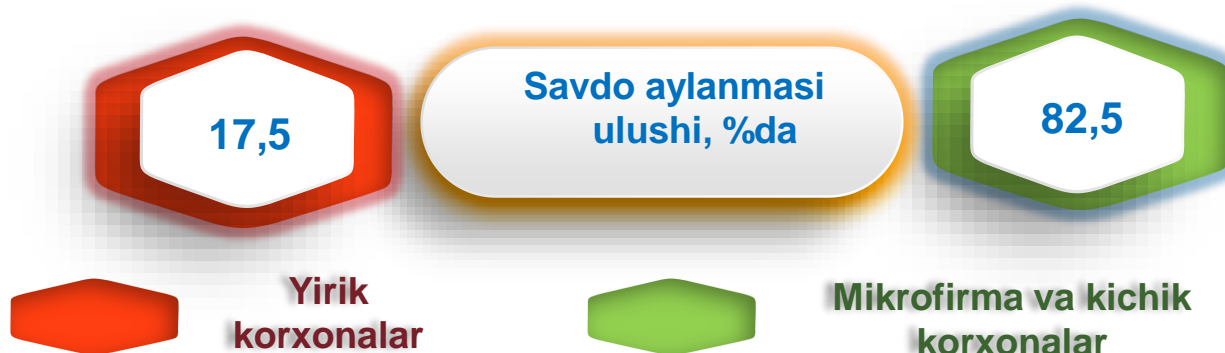 17,5
Savdo aylanmasi
ulushi, %da
82,5
Yirik
korxonalar
Mikrofirma va kichik
korxonalar